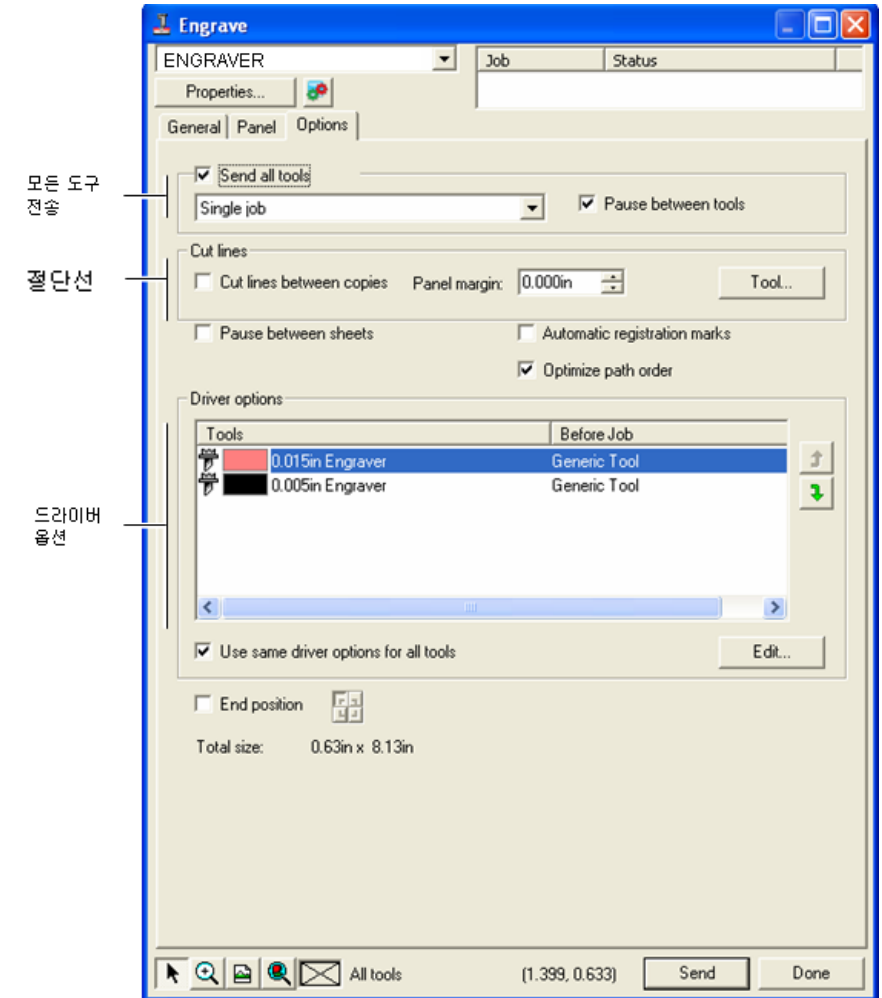 Engrave
ENGRAVER
Job Status
Properties...
General Panel Options
모든 도구
전송
Send all tools
Single job
Pause between tools
절단선
Cut lines
Cut lines between copies Panel margin: 0.000in Tool...
Pause between sheets Automatic registration marks
Optimize path order
드라이버
옵션
Driver options
Tools Before Job
0.015in Engraver Generic Tool
0.005in Engraver Generic Tool
Use same driver options for all tools Edit...
End position
Total size: 0.63in x 8.13in
All tools (1.399, 0.633) Send Done